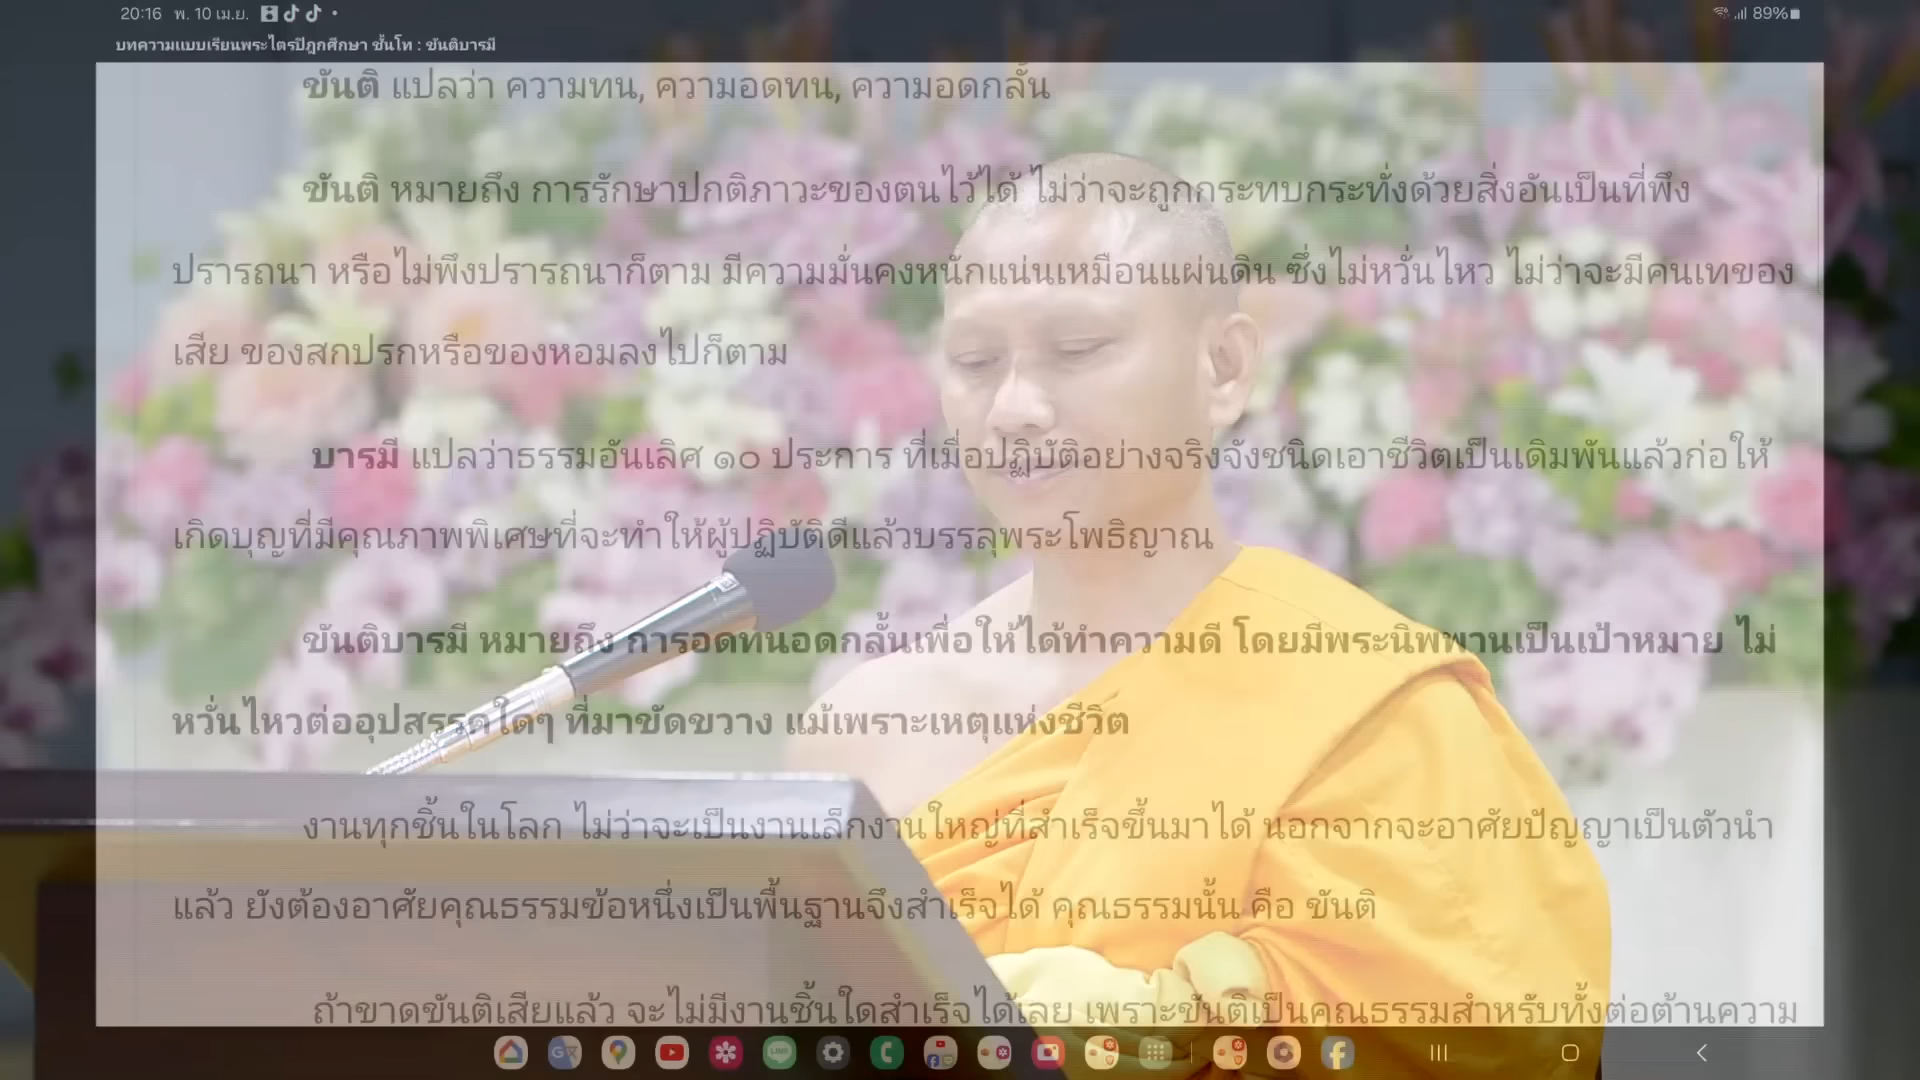 20:16 พ. 10 เม.ย.
89%
บทความแบบเรียนพระไตรปิฎกศึกษา ชั้นโท : ขันติบารมี
ขันติ แปลว่า ความทน, ความอดทน, ความอดกลั้น
ขันติ หมายถึง การรักษาปกติภาวะของตนไว้ได้ ไม่ว่าจะถูกกระทบกระทั่งด้วยสิ่งอันเป็นที่พึง
ปรารถนา หรือไม่พึงปรารถนาก็ตาม มีความมั่นคงหนักแน่นเหมือนแผ่นดิน ซึ่งไม่หวั่นไหว ไม่ว่าจะมีคนเทของ
เสีย ของสกปรกหรือของหอมลงไปก็ตาม
บารมี แปลว่าธรรมอันเลิศ ๑๐ ประการ ที่เมื่อปฏิบัติอย่างจริงจังชนิดเอาชีวิตเป็นเดิมพันแล้วก่อให้
เกิดบุญที่มีคุณภาพพิเศษที่จะทำให้ผู้ปฏิบัติดีแล้วบรรลุพระโพธิญาณ
ขันติบารมี หมายถึง การอดทนอดกลั้นเพื่อให้ได้ทำความดี โดยมีพระนิพพานเป็นเป้าหมาย ไม่
หวั่นไหวต่ออุปสรรคใดๆ ที่มาขัดขวาง แม้เพราะเหตุแห่งชีวิต
งานทุกชิ้นในโลก ไม่ว่าจะเป็นงานเล็กงานใหญ่ที่สำเร็จขึ้นมาได้ นอกจากจะอาศัยปัญญาเป็นตัวนำ
แล้ว ยังต้องอาศัยคุณธรรมข้อหนึ่งเป็นพื้นฐานจึงสำเร็จได้ คุณธรรมนั้น คือ ขันติ
ถ้าขาดขันติเสียแล้ว จะไม่มีงานชิ้นใดสำเร็จได้เลย เพราะขันติเป็นคุณธรรมสำหรับทั้งต่อต้านความ
LINE